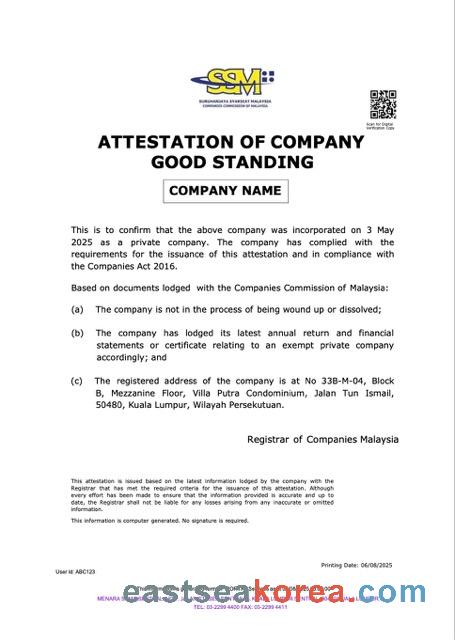 SSM
SURUHANJAYA SYARIKAT MALAYSIA
COMPANIES COMMISSION OF MALAYSIA
Scan for Digital
Verification Copy
ATTESTATION OF COMPANY
GOOD STANDING
COMPANY NAME
This is to confirm that the above company was incorporated on 3 May
2025 as a private company. The company has complied with the
requirements for the issuance of this attestation and in compliance with
the Companies Act 2016.
Based on documents lodged with the Companies Commission of Malaysia:
(a) The company is not in the process of being wound up or dissolved;
(b) The company has lodged its latest annual return and financial
statements or certificate relating to an exempt private company
accordingly; and
(c) The registered address of the company is at No 33B-M-04, Block
B, Mezzanine Floor, Villa Putra Condominium, Jalan Tun Ismail,
50480, Kuala Lumpur, Wilayah Persekutuan.
Registrar of Companies Malaysia
This attestation is issued based on the latest information lodged by the company with the
Registrar that has met the required criteria for the issuance of this attestation. Although
every effort has been made to ensure that the information provided is accurate and up to
date, the Registrar shall not be liable for any losses arising from any inaccurate or omitted
information.
This information is computer generated. No signature is required.
Printing Date: 06/08/2025
User Id: ABC123
eastseakorea.com
MENARA
TEL: 03-2299 4400 FAX: 03-2299 4411